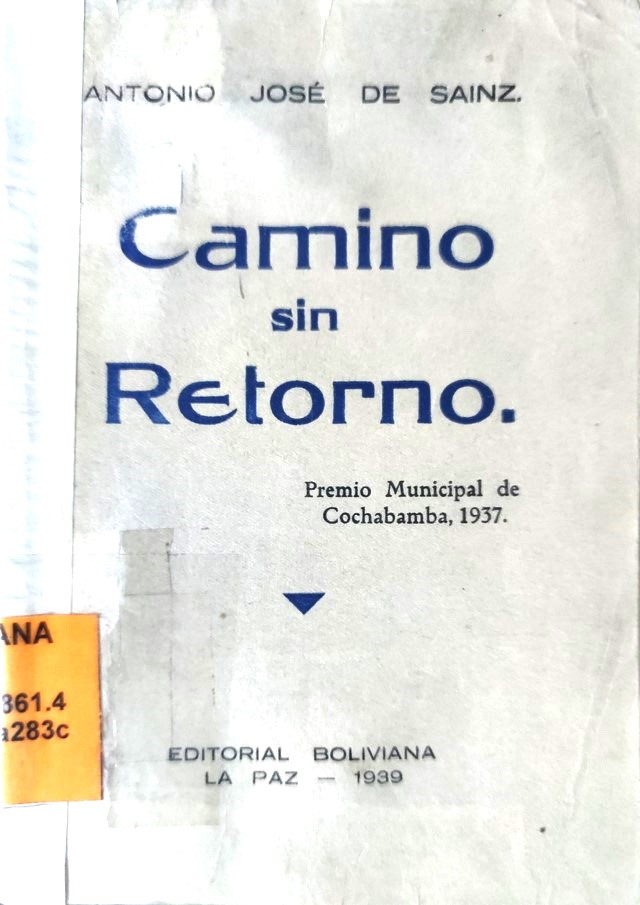 ANTONIO JOSÉ DE SAINZ.
Camino
sin
Retorno.
Premio Municipal de
Cochabamba, 1937.
ANA
861.4
a283c
EDITORIAL BOLIVIANA
LA PAZ — 1939